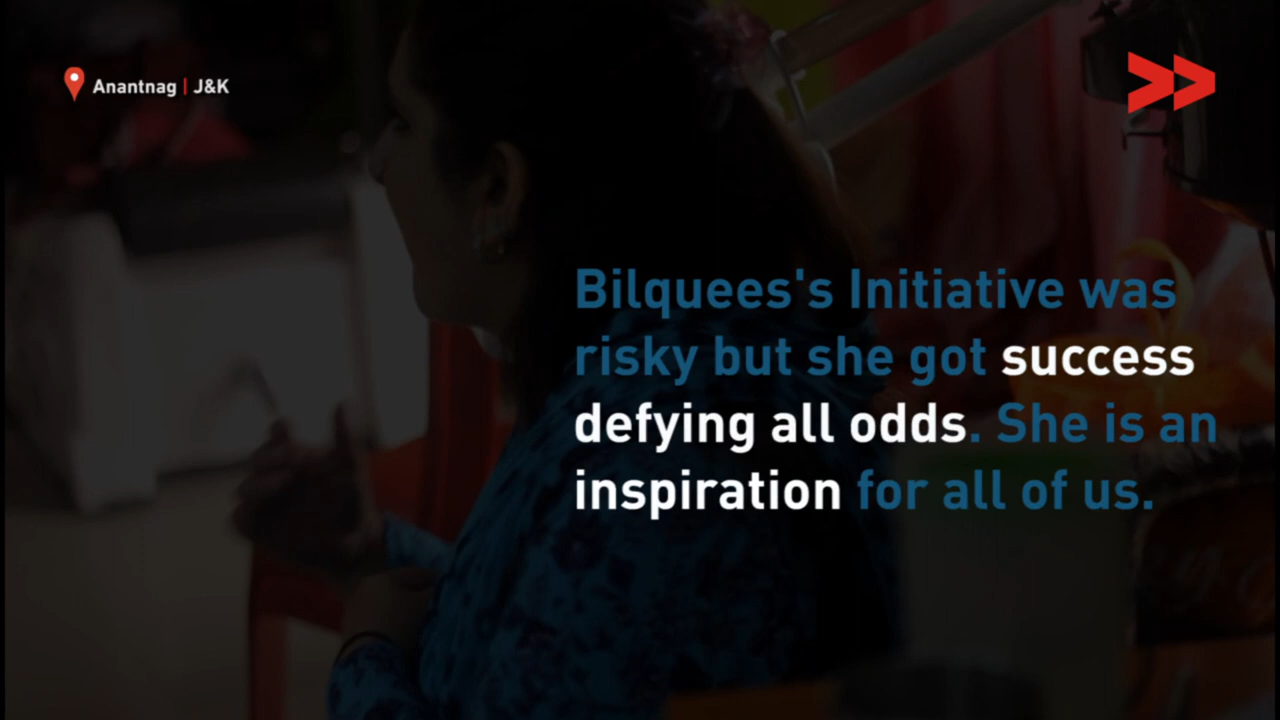 Anantnag | J&K
Bilquees's Initiative was
risky but she got success
defying all odds. She is an
inspiration for all of us.